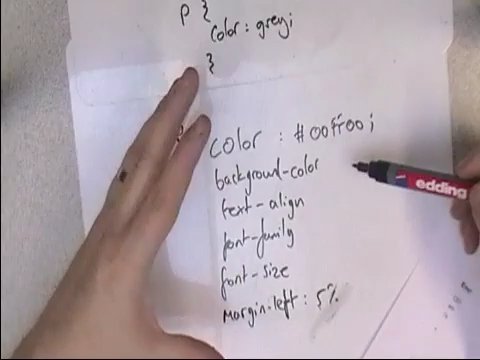 p {
color : grey;
}
color : #00ff00;
background-color
text-align
font-family
font-size
margin-left : 5%
edding